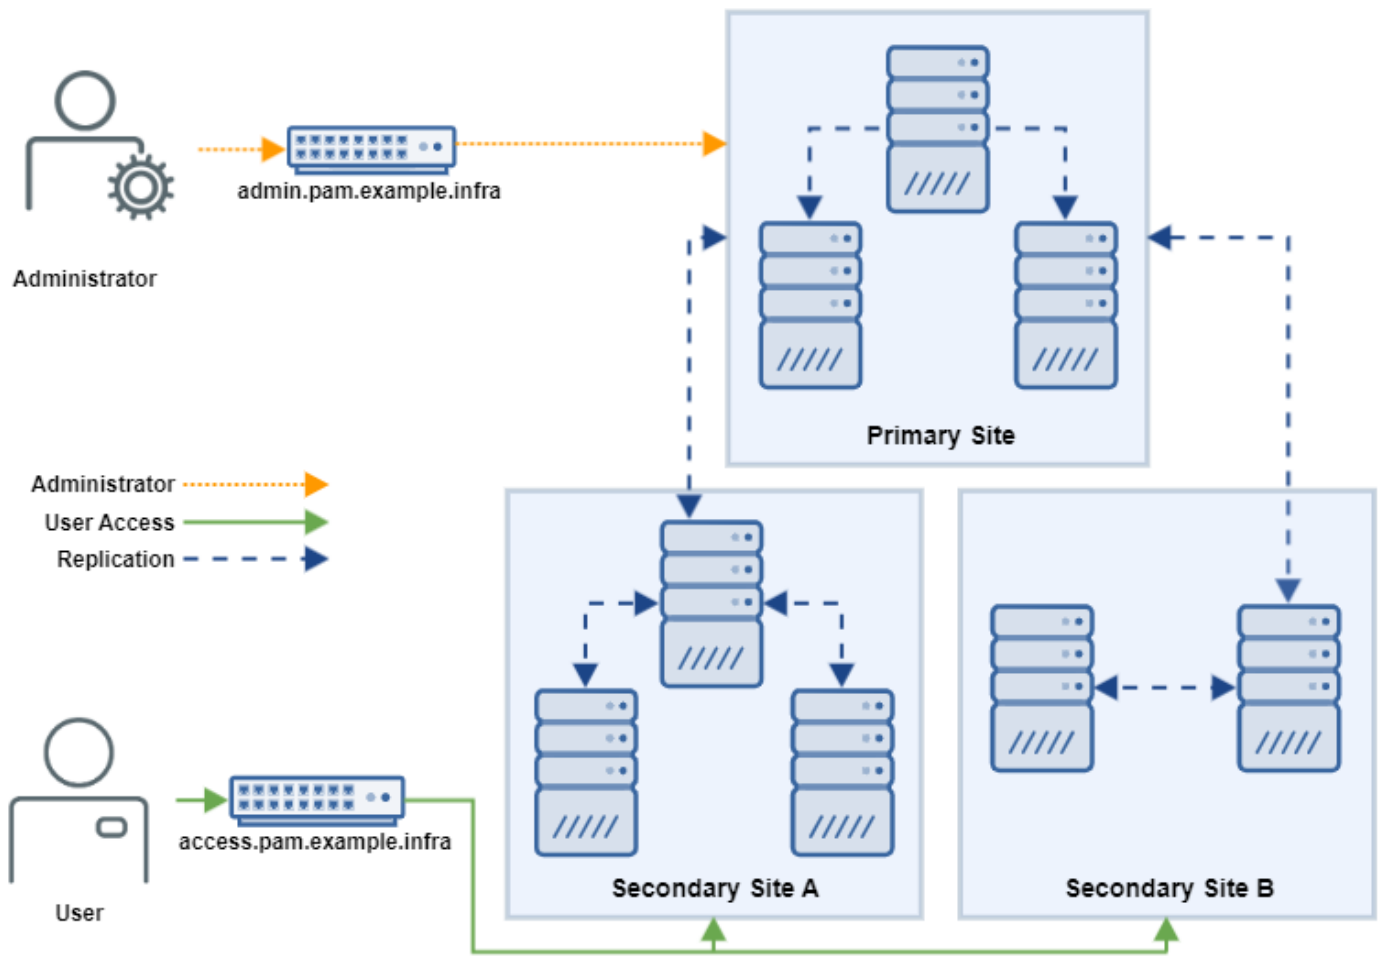 admin.pam.example.infra
Administrator
Primary Site
Administrator
User Access
Replication
access.pam.example.infra
User
Secondary Site A
Secondary Site B